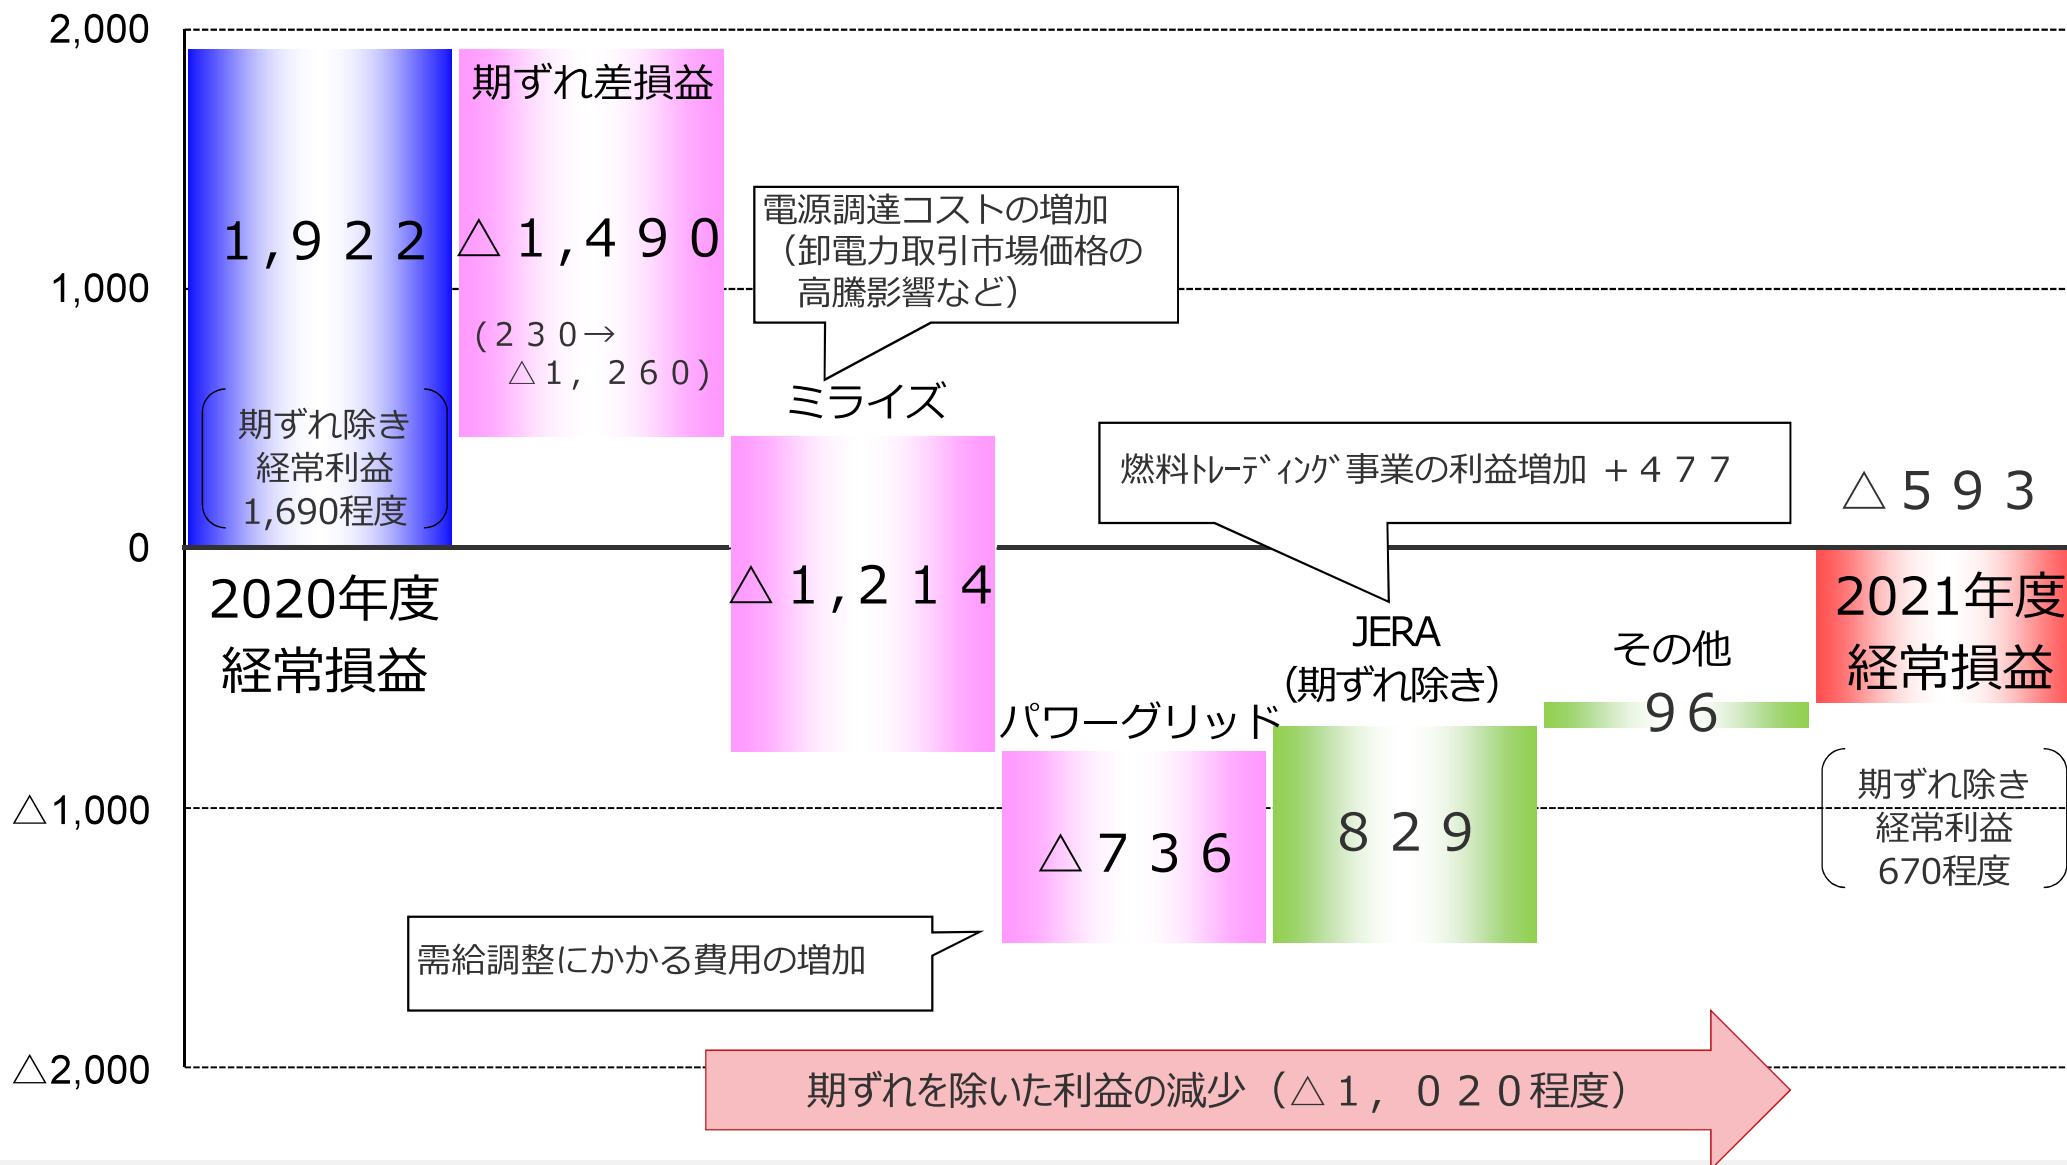 2,000
1,000
0
△1,000
△2,000
1,922
期ずれ除き
経常利益
1,690程度
2020年度
経常損益
期ずれ差損益
△1,490
(230→
△1, 260)
電源調達コストの増加
(卸電力取引市場価格の
高騰影響など)
ミライズ
△1,214
パワーグリッド
△736
需給調整にかかる費用の増加
燃料ﾄﾚｰﾃﾞｨﾝｸﾞ事業の利益増加 +477
JERA
(期ずれ除き)
829
その他
96
△593
2021年度
経常損益
期ずれ除き
経常利益
670程度
期ずれを除いた利益の減少(△1, 020程度)